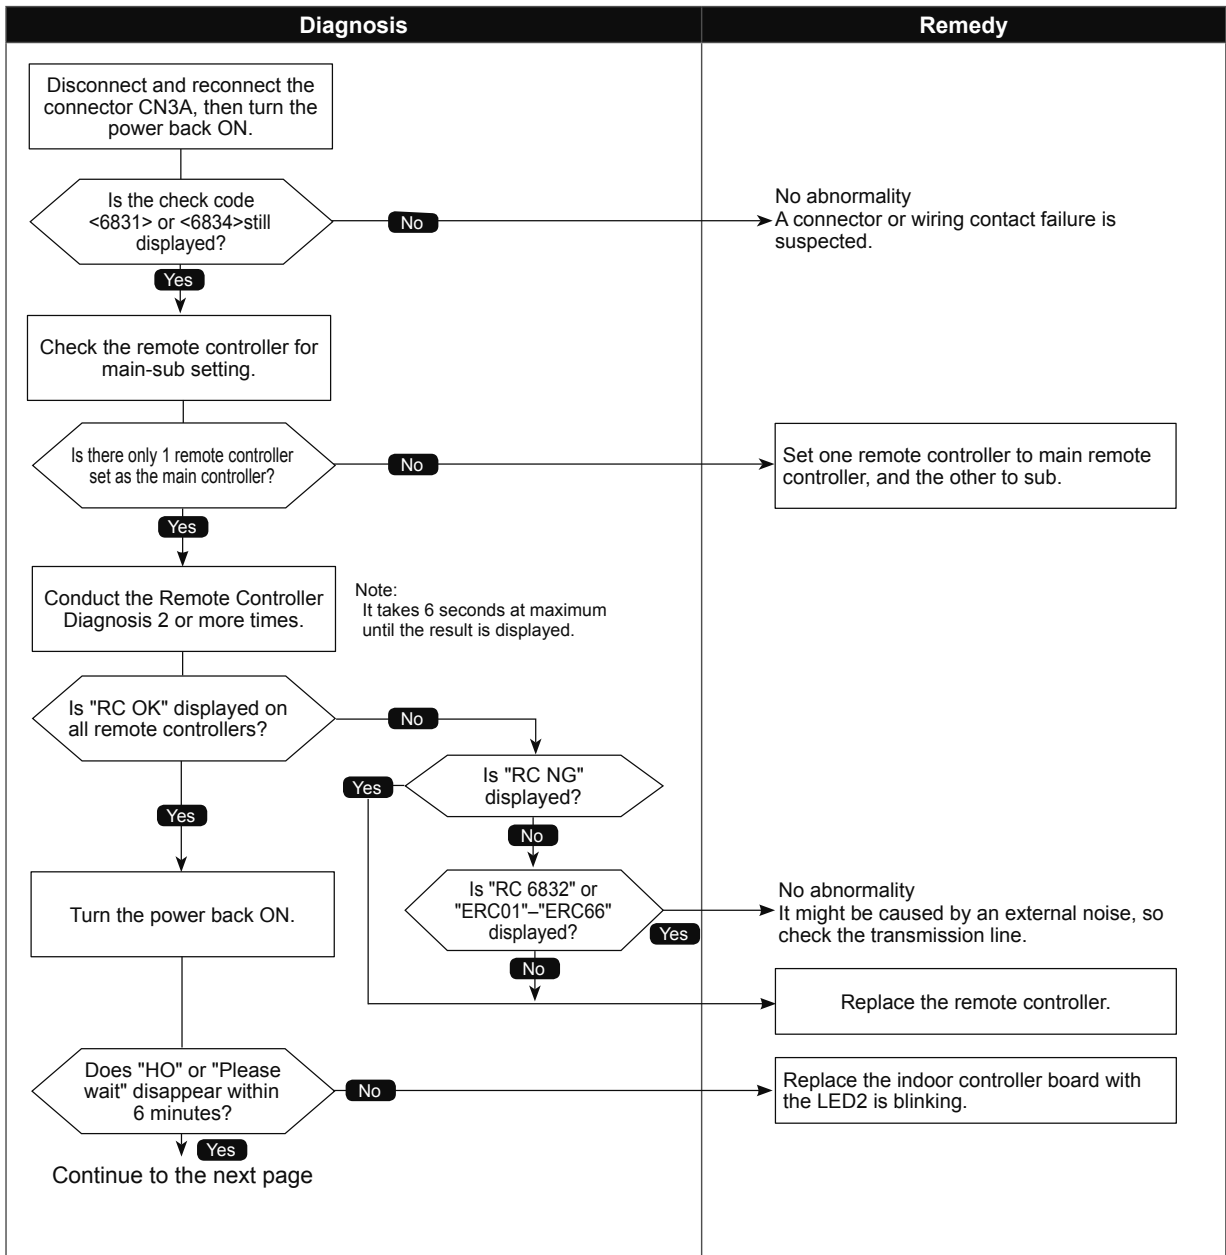 Diagnosis
Remedy
Disconnect and reconnect the
connector CN3A, then turn the
power back ON.
Is the check code
<6831> or <6834>still
displayed?
No
No abnormality
A connector or wiring contact failure is
suspected.
Yes
Check the remote controller for
main-sub setting.
Is there only 1 remote controller
set as the main controller?
No
Set one remote controller to main remote
controller, and the other to sub.
Yes
Conduct the Remote Controller
Diagnosis 2 or more times.
Note:
It takes 6 seconds at maximum
until the result is displayed.
Is "RC OK" displayed on
all remote controllers?
No
Is "RC NG"
displayed?
Yes
Yes
No
Is "RC 6832" or
"ERC01"–"ERC66"
displayed?
Yes
No abnormality
It might be caused by an external noise, so
check the transmission line.
Turn the power back ON.
No
Replace the remote controller.
Does "HO" or "Please
wait" disappear within
6 minutes?
No
Replace the indoor controller board with
the LED2 is blinking.
Yes
Continue to the next page